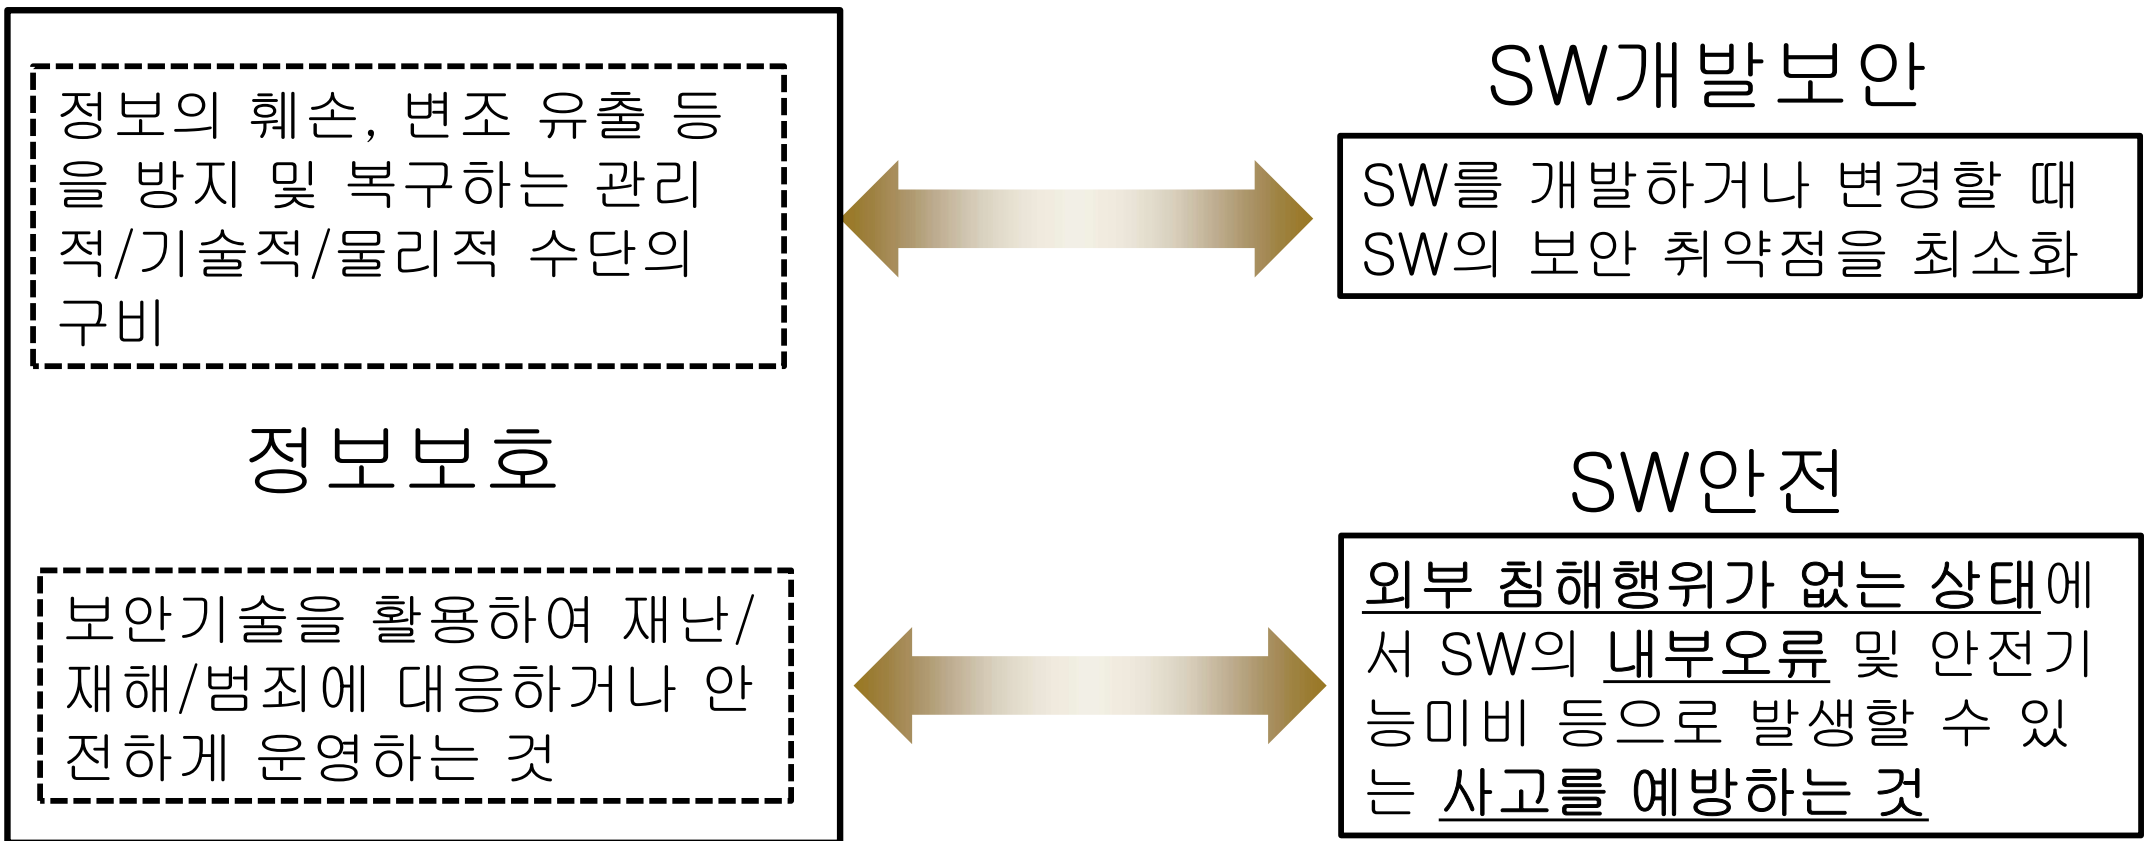 정보의 훼손, 변조 유출 등
을 방지 및 복구하는 관리
적/기술적/물리적 수단의
구비
정보보호
보안기술을 활용하여 재난/
재해/범죄에 대응하거나 안
전하게 운영하는 것
SW개발보안
SW를 개발하거나 변경할 때
SW의 보안 취약점을 최소화
SW안전
외부 침해행위가 없는 상태에
서 SW의 내부오류 및 안전기
능미비 등으로 발생할 수 있
는 사고를 예방하는 것